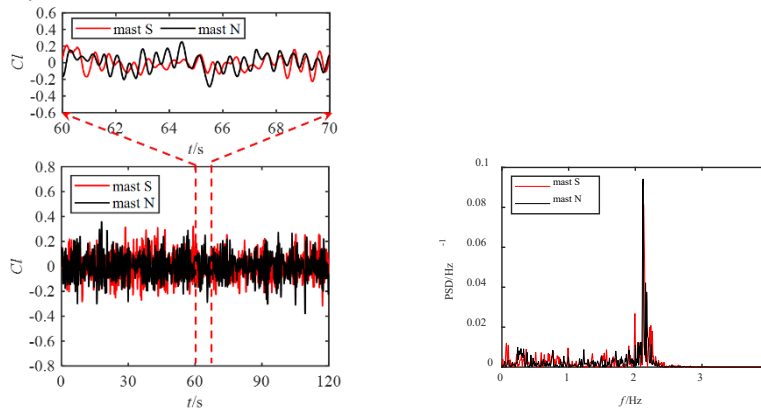 0.6
mast S mast N
0.4
0.2
0
-0.2
-0.4
-0.6
Cl
60 62 64 66 68 70
t/s
0.8
mast S
0.6
mast N
0.4
0.2
0
-0.2
-0.4
-0.6
-0.8
Cl
0 30 60 90 120
t/s
0.1
mast S
mast N
0.08
0.06
0.04
0.02
0
PSD/Hz
-1
0 1 2 3
f/Hz